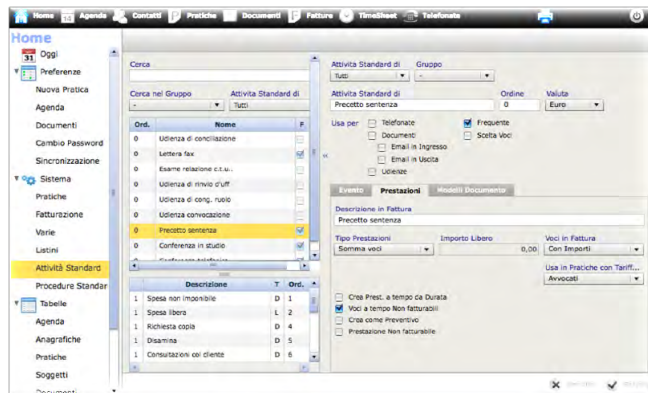 Home Agenda Contatti Pratiche Documenti Fatture TimeSheet Telefonate
Home
31 Oggi
Preferenze
Nuova Pratica
Agenda
Documenti
Cambio Password
Sincronizzazione
Sistema
Pratiche
Fatturazione
Varie
Listini
Attività Standard
Procedure Standar
Tabelle
Agenda
Anagrafiche
Pratiche
Soggetti
Documenti
Cerca
Cerca nel Gruppo Attivita Standard di
- Tutti
Ord. Nome F
0 Udienza di conciliazione
0 Lettera fax
0 Esame relazione c.t.u..
0 Udienza di rinvio d'uff
0 Udienza di cong. ruolo
0 Udienza convocazione
0 Precetto sentenza
0 Conferenza in studio
0 Conferenza telefonica
Descrizione T Ord.
1 Spesa non imponibile D 1
1 Spesa libera L 2
1 Richiesta copia D 4
1 Disamina D 5
1 Consultazioni col cliente D 6
Attivita Standard di Gruppo
Tutti -
Attivita Standard di Ordine Valuta
Precetto sentenza 0 Euro
Usa per Telefonate Frequente
Documenti Scelta Voci
Email in Ingresso
Email in Uscita
Udienze
Evento Prestazioni Modelli Documento
Descrizione in Fattura
Precetto sentenza
Tipo Prestazioni Importo Libero Voci in Fattura
Somma voci 0,00 Con Importi
Usa in Pratiche con Tariff...
Avvocati
Crea Prest. a tempo da Durata
Voci a tempo Non fatturabili
Crea come Preventivo
Prestazione Non fatturabile